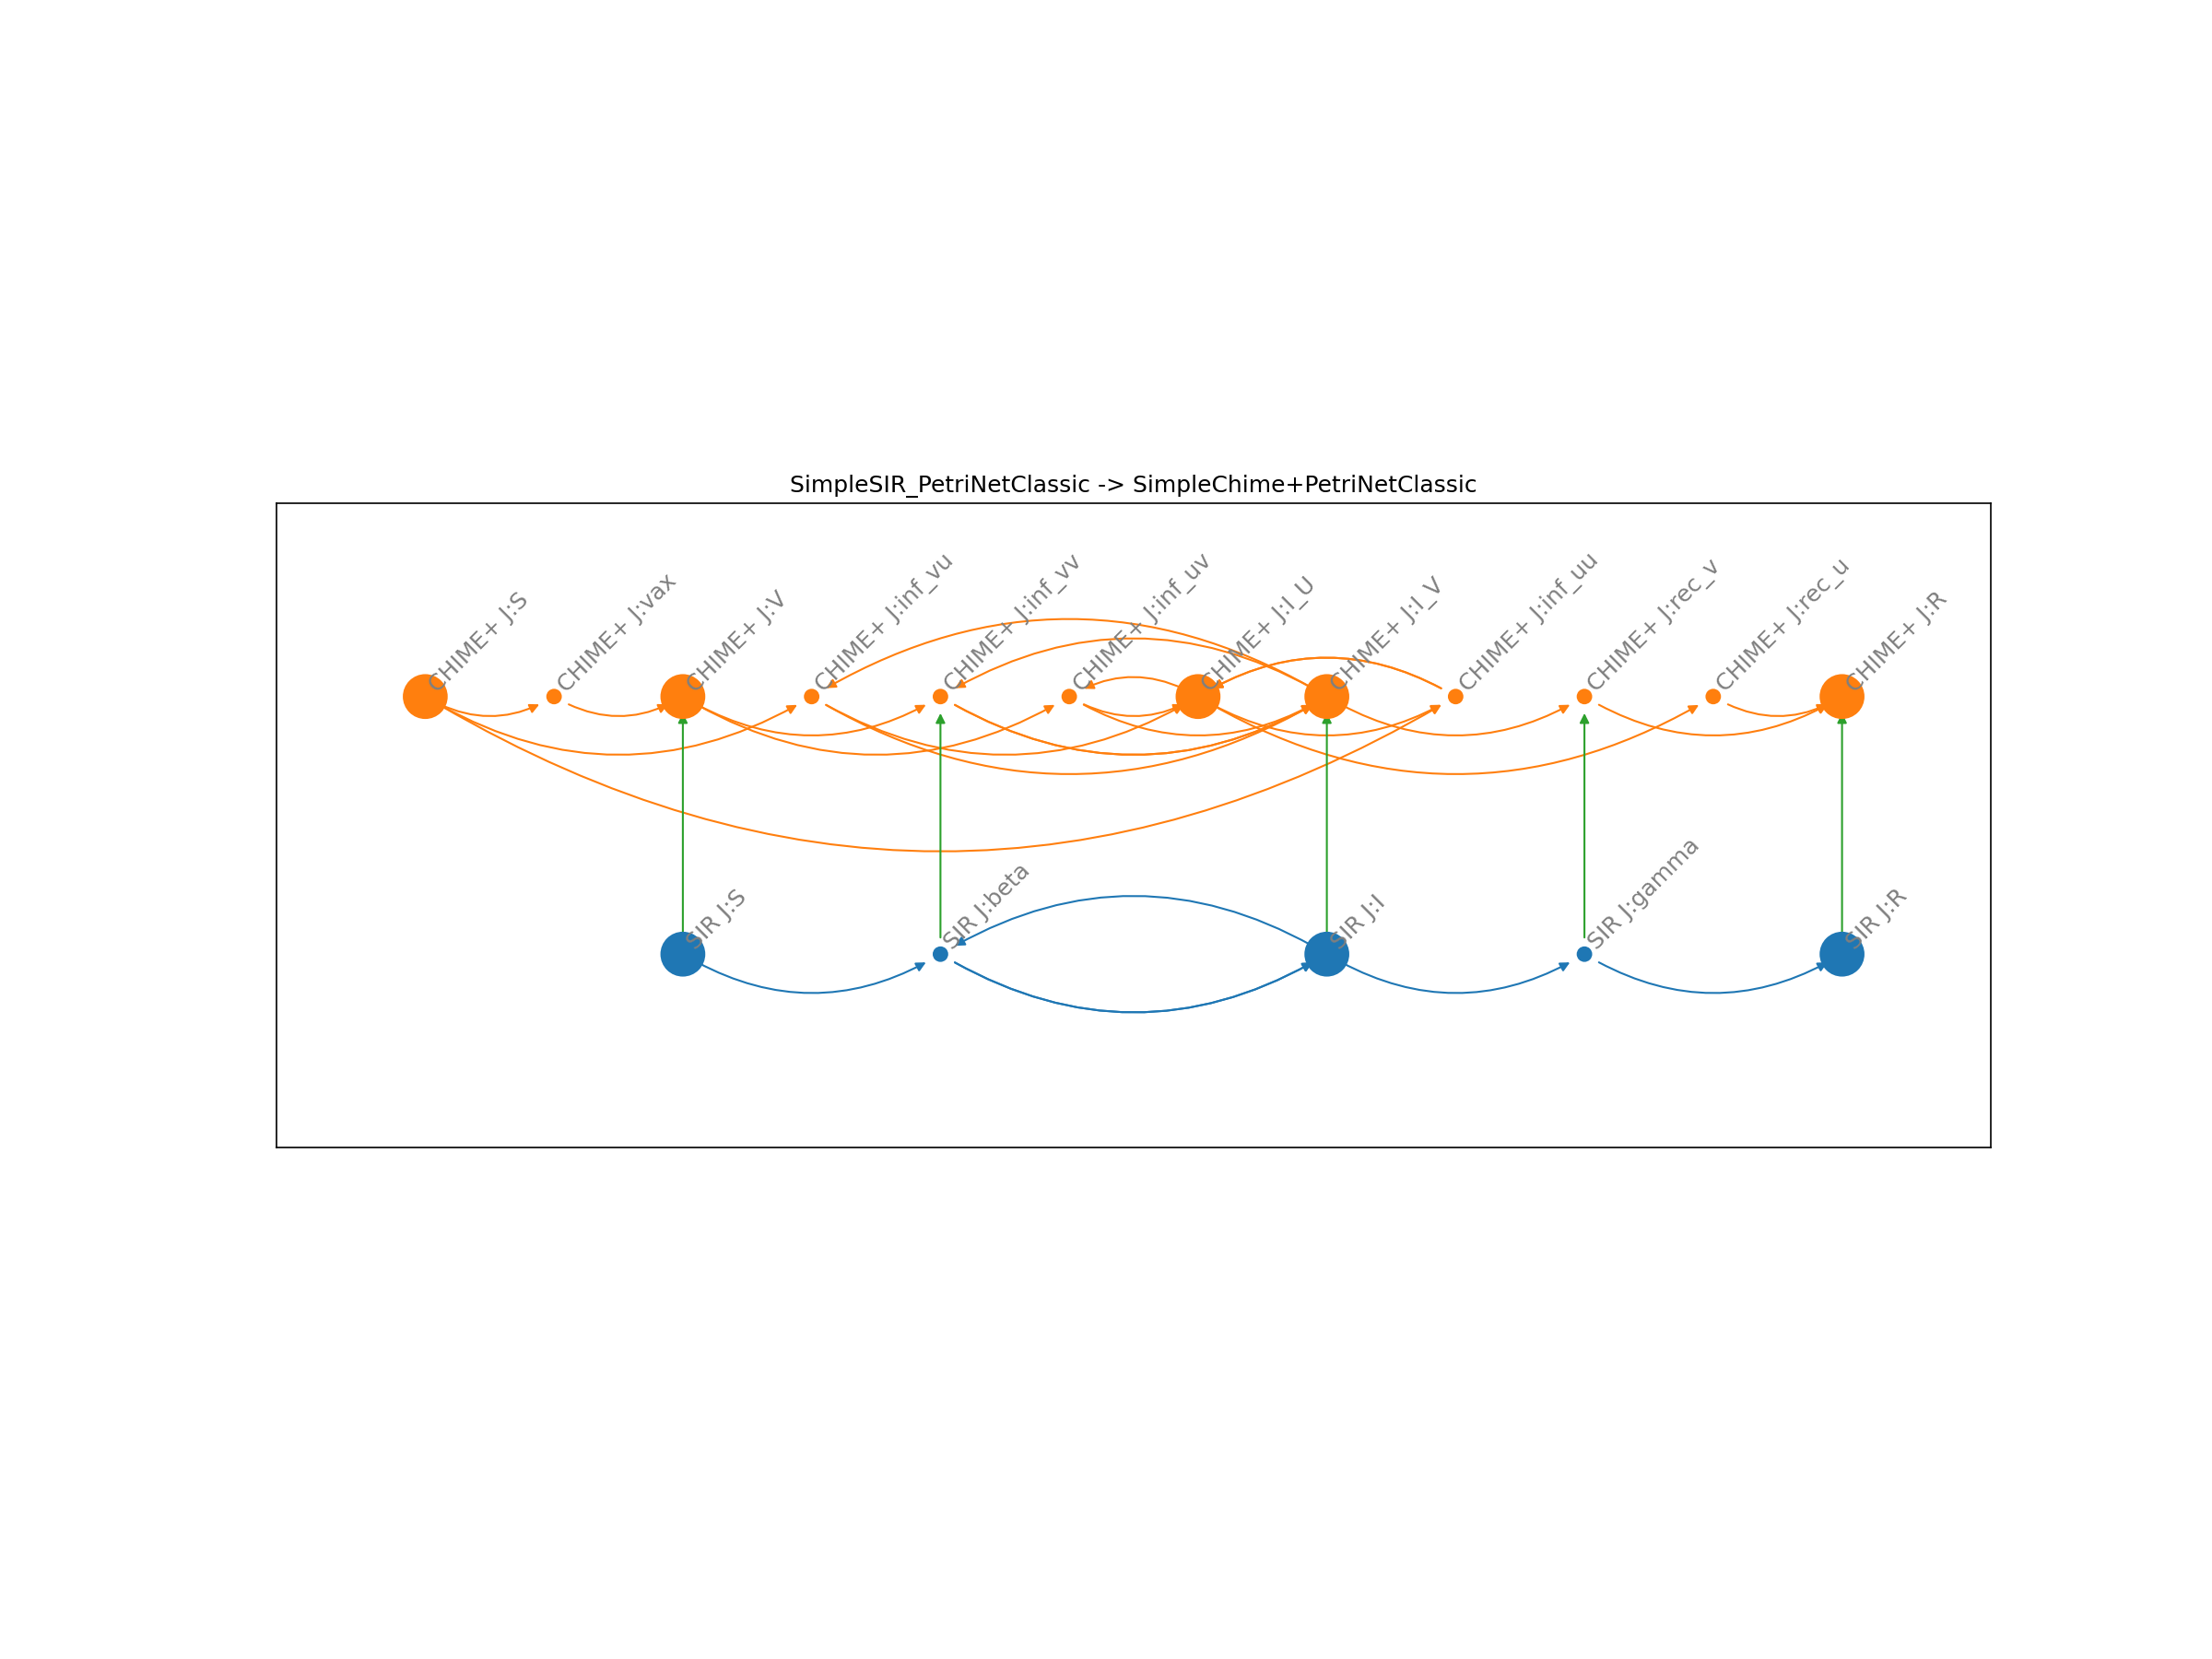 SimpleSIR_PetriNetClassic -> SimpleChime+PetriNetClassic
CHIME+ J:S
CHIME+ J:vax
CHIME+ J:V
CHIME+ J:inf_vu
CHIME+ J:inf_vv
CHIME+ J:inf_uv
CHIME+ J:I_U
CHIME+ J:I_V
CHIME+ J:inf_uu
CHIME+ J:rec_v
CHIME+ J:rec_u
CHIME+ J:R
SIR J:S
SIR J:beta
SIR J:I
SIR J:gamma
SIR J:R